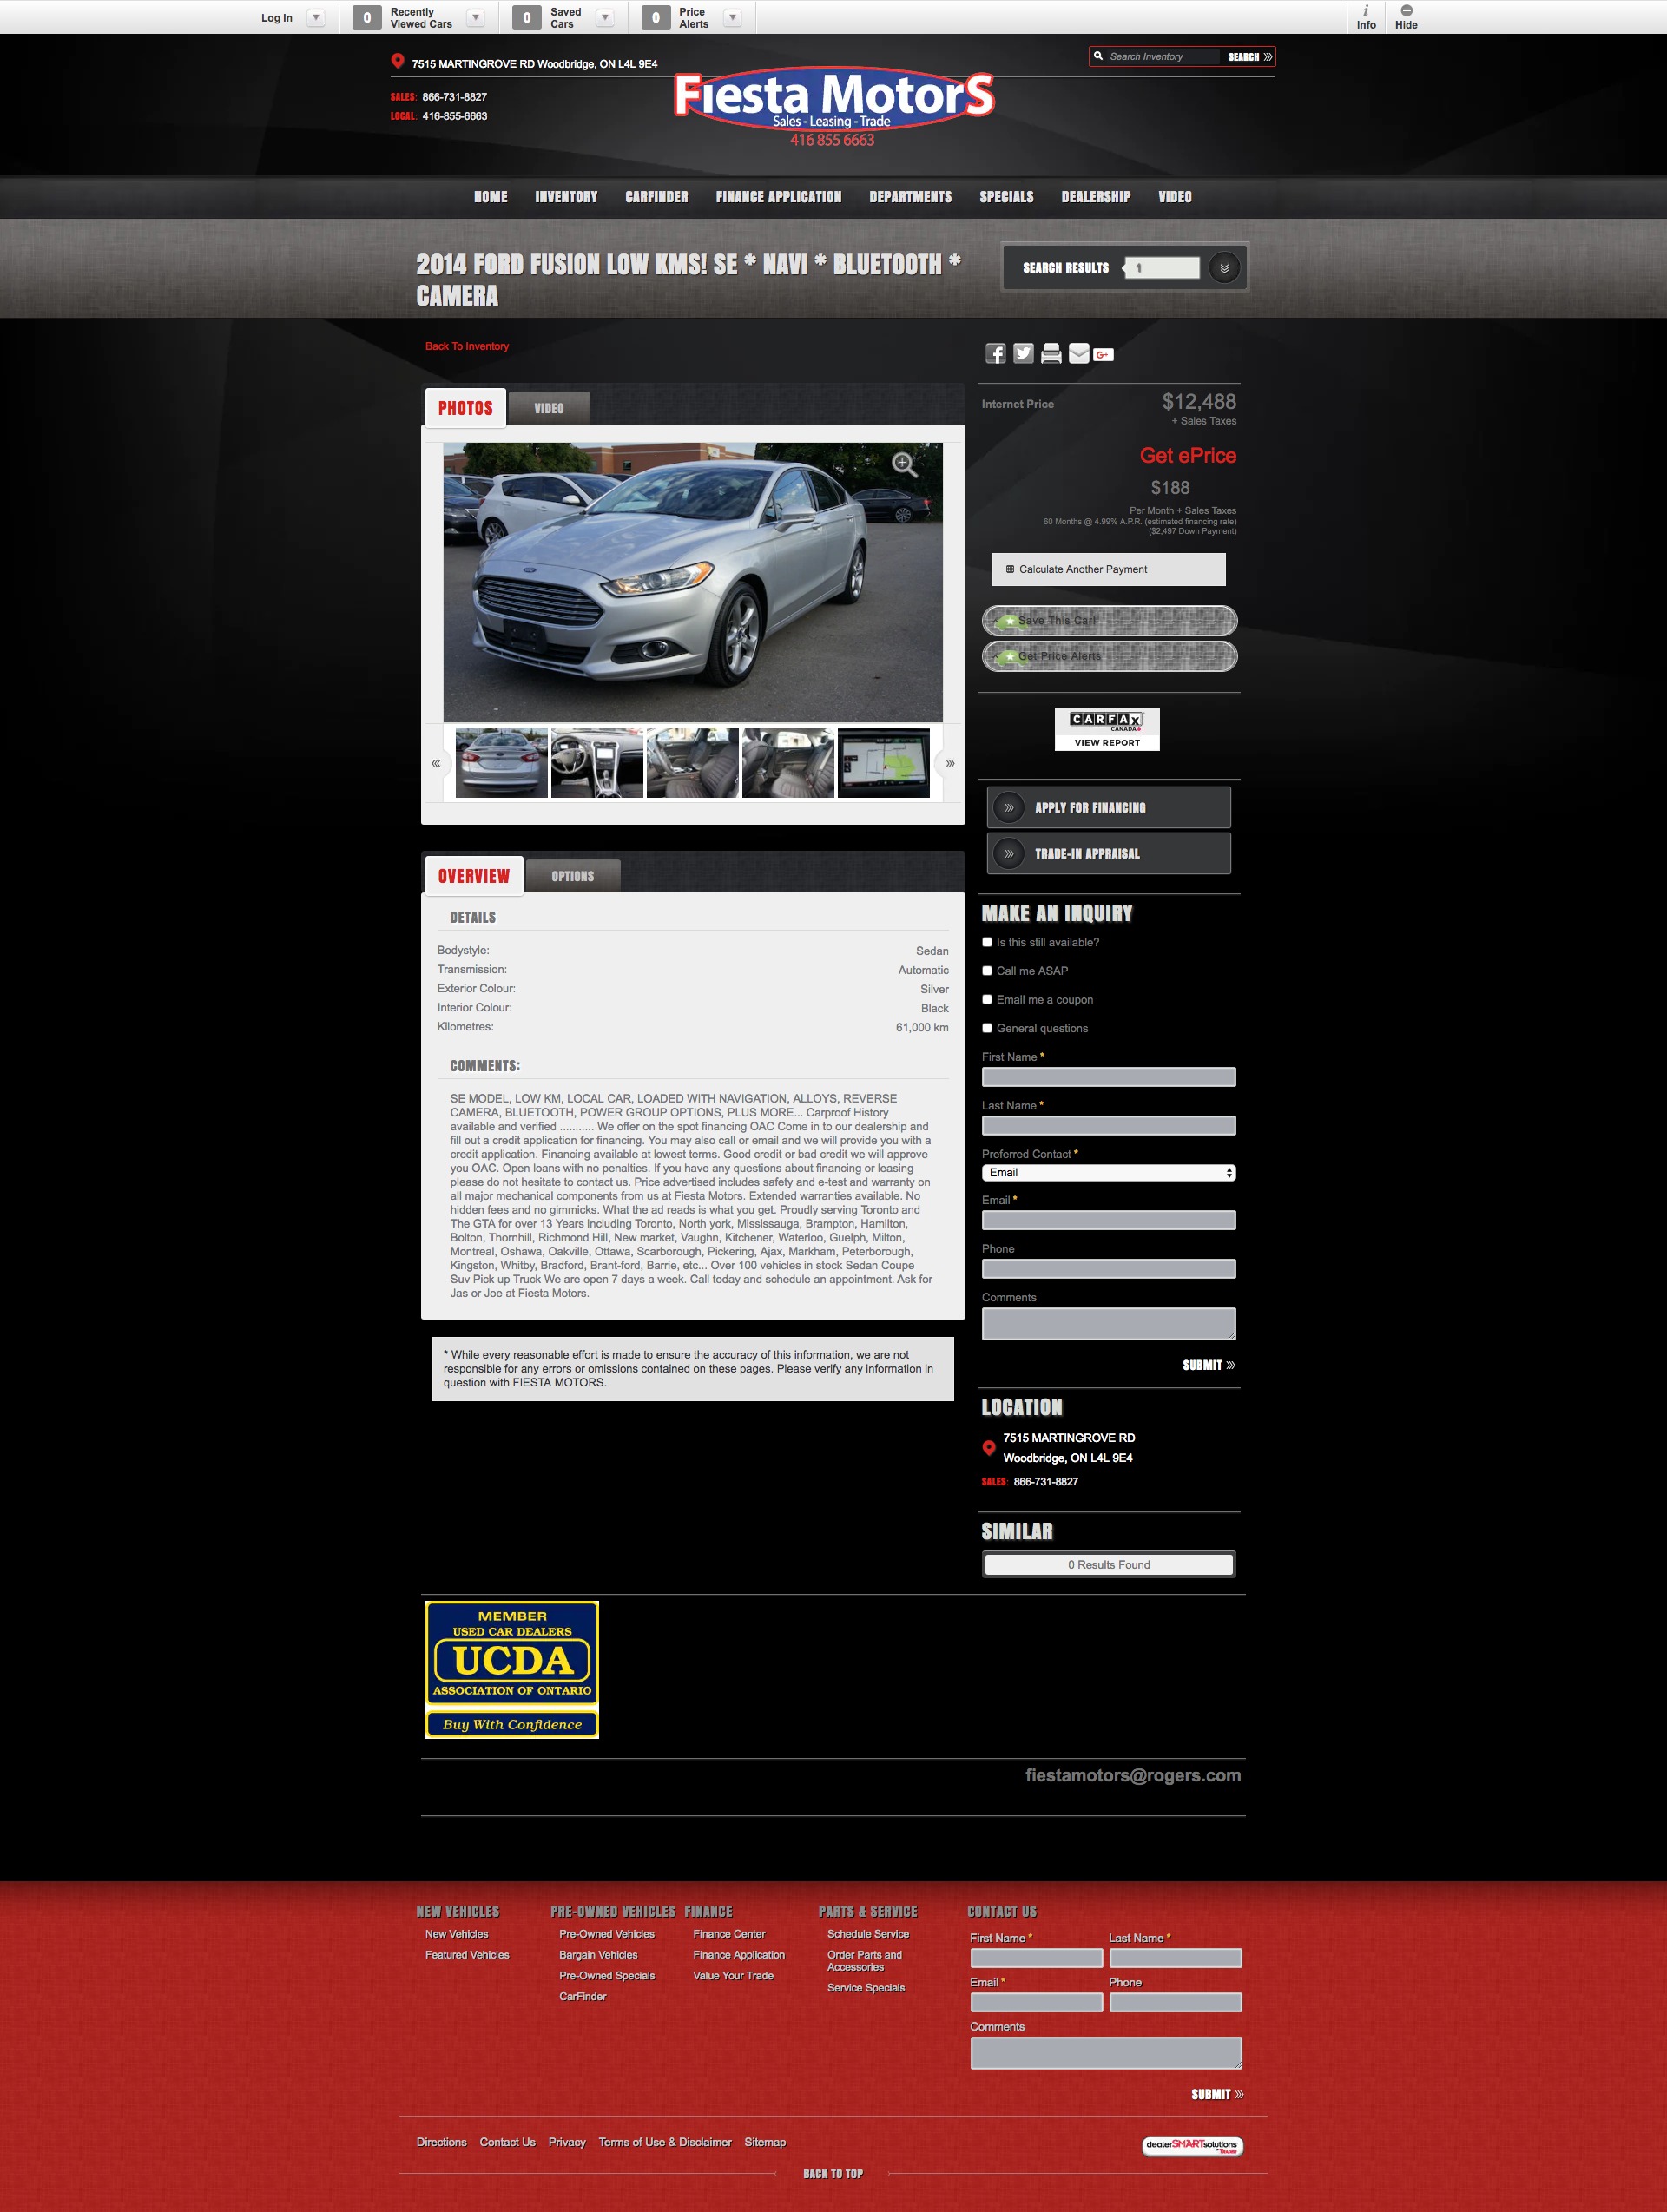 Log In
0
Recently
Viewed Cars
0
Saved
Cars
0
Price
Alerts
i
Info
Hide
7515 MARTINGROVE RD Woodbridge, ON L4L 9E4
Search Inventory
SEARCH
SALES: 866-731-8827
LOCAL: 416-855-6663
Fiesta MotorS
Sales - Leasing - Trade
416 855 6663
HOME INVENTORY CARFINDER FINANCE APPLICATION DEPARTMENTS SPECIALS DEALERSHIP VIDEO
2014 FORD FUSION LOW KMS! SE * NAVI * BLUETOOTH *
CAMERA
SEARCH RESULTS 1
Back To Inventory
PHOTOS VIDEO
OVERVIEW OPTIONS
DETAILS
Bodystyle: Sedan
Transmission: Automatic
Exterior Colour: Silver
Interior Colour: Black
Kilometres: 61,000 km
COMMENTS:
SE MODEL, LOW KM, LOCAL CAR, LOADED WITH NAVIGATION, ALLOYS, REVERSE
CAMERA, BLUETOOTH, POWER GROUP OPTIONS, PLUS MORE... Carproof History
available and verified ........... We offer on the spot financing OAC Come in to our dealership and
fill out a credit application for financing. You may also call or email and we will provide you with a
credit application. Financing available at lowest terms. Good credit or bad credit we will approve
you OAC. Open loans with no penalties. If you have any questions about financing or leasing
please do not hesitate to contact us. Price advertised includes safety and e-test and warranty on
all major mechanical components from us at Fiesta Motors. Extended warranties available. No
hidden fees and no gimmicks. What the ad reads is what you get. Proudly serving Toronto and
The GTA for over 13 Years including Toronto, North york, Mississauga, Brampton, Hamilton,
Bolton, Thornhill, Richmond Hill, New market, Vaughn, Kitchener, Waterloo, Guelph, Milton,
Montreal, Oshawa, Oakville, Ottawa, Scarborough, Pickering, Ajax, Markham, Peterborough,
Kingston, Whitby, Bradford, Brant-ford, Barrie, etc... Over 100 vehicles in stock Sedan Coupe
Suv Pick up Truck We are open 7 days a week. Call today and schedule an appointment. Ask for
Jas or Joe at Fiesta Motors.
* While every reasonable effort is made to ensure the accuracy of this information, we are not
responsible for any errors or omissions contained on these pages. Please verify any information in
question with FIESTA MOTORS.
G+
Internet Price $12,488
+ Sales Taxes
Get ePrice
$188
Per Month + Sales Taxes
60 Months @ 4.99% A.P.R. (estimated financing rate)
($2,497 Down Payment)
Calculate Another Payment
Save This Car!
Get Price Alerts
CARFAX
CANADA
VIEW REPORT
APPLY FOR FINANCING
TRADE-IN APPRAISAL
MAKE AN INQUIRY
Is this still available?
Call me ASAP
Email me a coupon
General questions
First Name *
Last Name *
Preferred Contact *
Email
Email *
Phone
Comments
SUBMIT
LOCATION
7515 MARTINGROVE RD
Woodbridge, ON L4L 9E4
SALES: 866-731-8827
SIMILAR
0 Results Found
MEMBER
USED CAR DEALERS
UCDA
ASSOCIATION OF ONTARIO
Buy With Confidence
fiestamotors@rogers.com
NEW VEHICLES
New Vehicles
Featured Vehicles
PRE-OWNED VEHICLES
Pre-Owned Vehicles
Bargain Vehicles
Pre-Owned Specials
CarFinder
FINANCE
Finance Center
Finance Application
Value Your Trade
PARTS & SERVICE
Schedule Service
Order Parts and
Accessories
Service Specials
CONTACT US
First Name * Last Name *
Email * Phone
Comments
SUBMIT
Directions Contact Us Privacy Terms of Use & Disclaimer Sitemap
dealerSMARTsolutions
BACK TO TOP